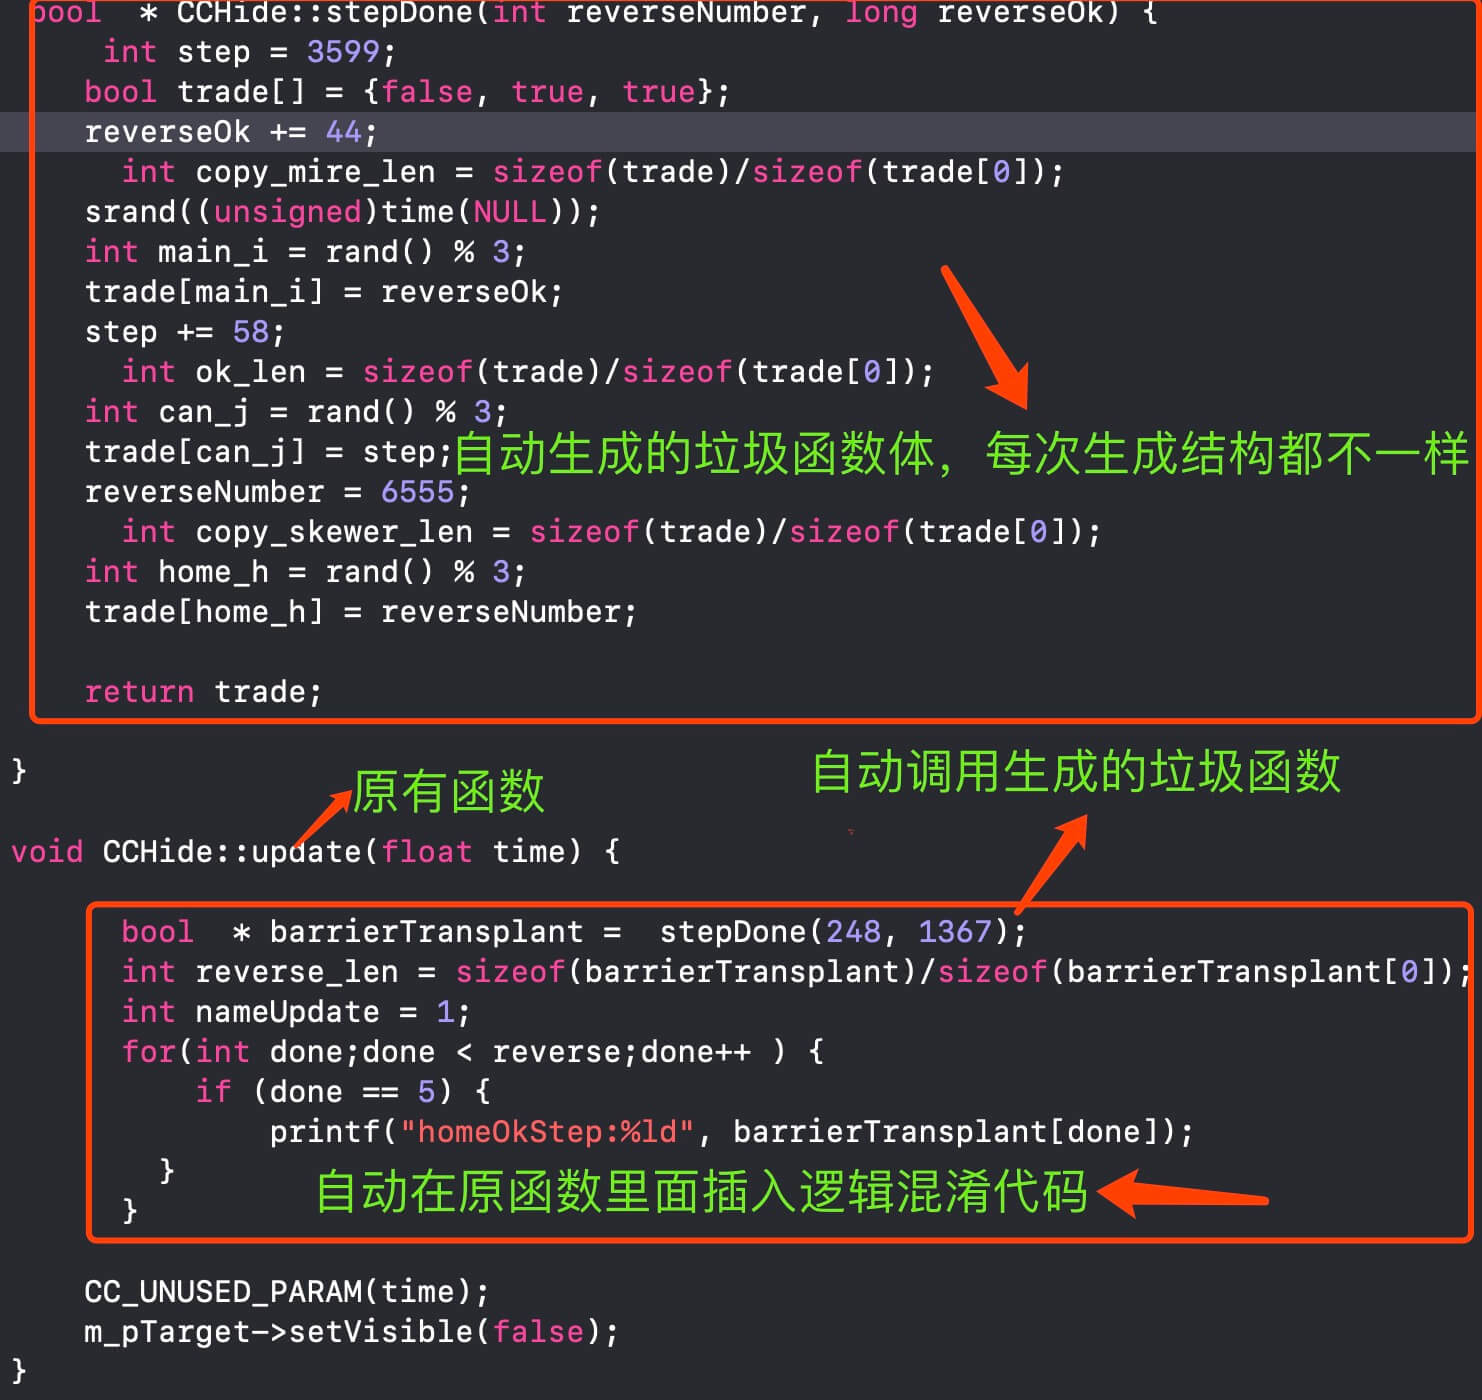 bool  * CCHide::stepDone(int reverseNumber, long reverseOk) {
int step = 3599;
bool trade[] = {false, true, true};
reverseOk += 44;
int copy_mire_len = sizeof(trade)/sizeof(trade[0]);
srand((unsigned)time(NULL));
int main_i = rand() % 3;
trade[main_i] = reverseOk;
step += 58;
int ok_len = sizeof(trade)/sizeof(trade[0]);
int can_j = rand() % 3;
trade[can_j] = step;自动生成的垃圾函数体，每次生成结构都不一样
reverseNumber = 6555;
int copy_skewer_len = sizeof(trade)/sizeof(trade[0]);
int home_h = rand() % 3;
trade[home_h] = reverseNumber;
return trade;
}
原有函数
自动调用生成的垃圾函数
void CCHide::update(float time) {
bool  * barrierTransplant =  stepDone(248, 1367);
int reverse_len = sizeof(barrierTransplant)/sizeof(barrierTransplant[0]);
int nameUpdate = 1;
for(int done;done < reverse;done++ ) {
if (done == 5) {
printf("homeOkStep:%ld", barrierTransplant[done]);
}
}
自动在原函数里面插入逻辑混淆代码
CC_UNUSED_PARAM(time);
m_pTarget->setVisible(false);
}